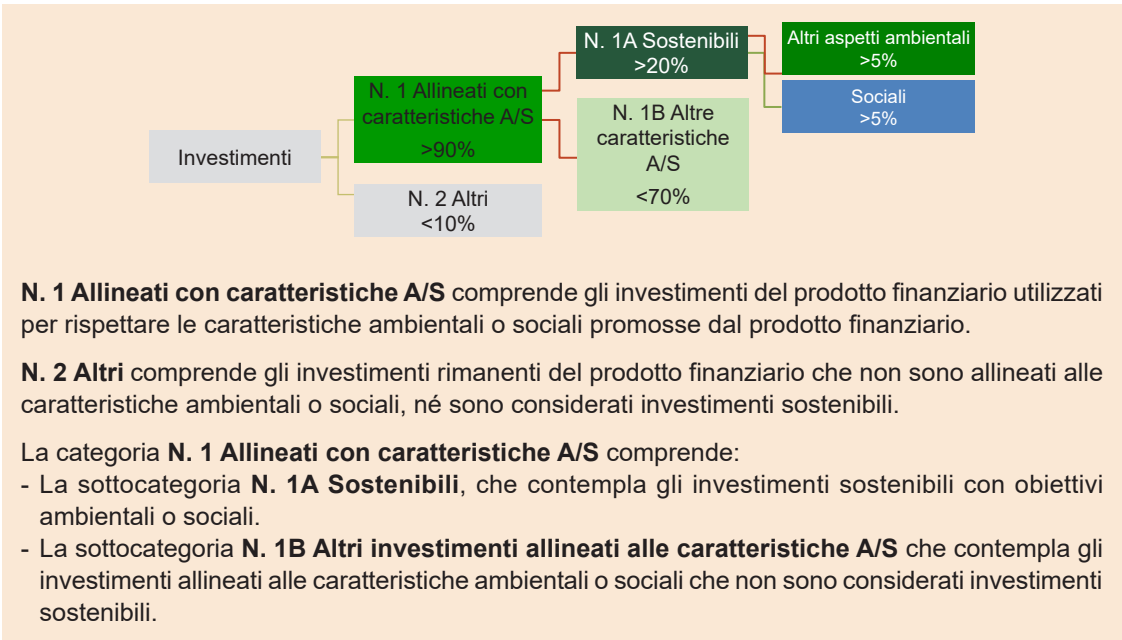 Investimenti
N. 1 Allineati con
caratteristiche A/S
>90%
N. 2 Altri
<10%
N. 1A Sostenibili
>20%
N. 1B Altre
caratteristiche
A/S
<70%
Altri aspetti ambientali
>5%
Sociali
>5%
N. 1 Allineati con caratteristiche A/S comprende gli investimenti del prodotto finanziario utilizzati
per rispettare le caratteristiche ambientali o sociali promosse dal prodotto finanziario.
N. 2 Altri comprende gli investimenti rimanenti del prodotto finanziario che non sono allineati alle
caratteristiche ambientali o sociali, né sono considerati investimenti sostenibili.
La categoria N. 1 Allineati con caratteristiche A/S comprende:
- La sottocategoria N. 1A Sostenibili, che contempla gli investimenti sostenibili con obiettivi
ambientali o sociali.
- La sottocategoria N. 1B Altri investimenti allineati alle caratteristiche A/S che contempla gli
investimenti allineati alle caratteristiche ambientali o sociali che non sono considerati investimenti
sostenibili.